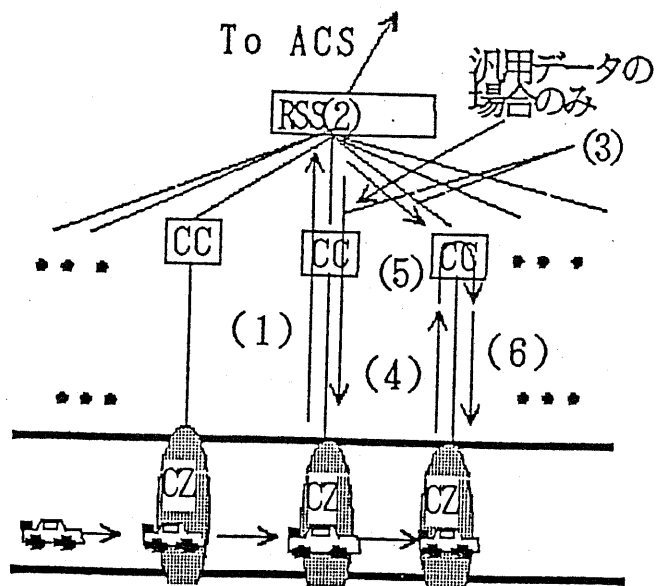 To ACS
汎用データの
場合のみ
RSS(2)
(3)
CC
CC
CC
(5)
(1)
(4)
(6)
CZ
CZ
CZ